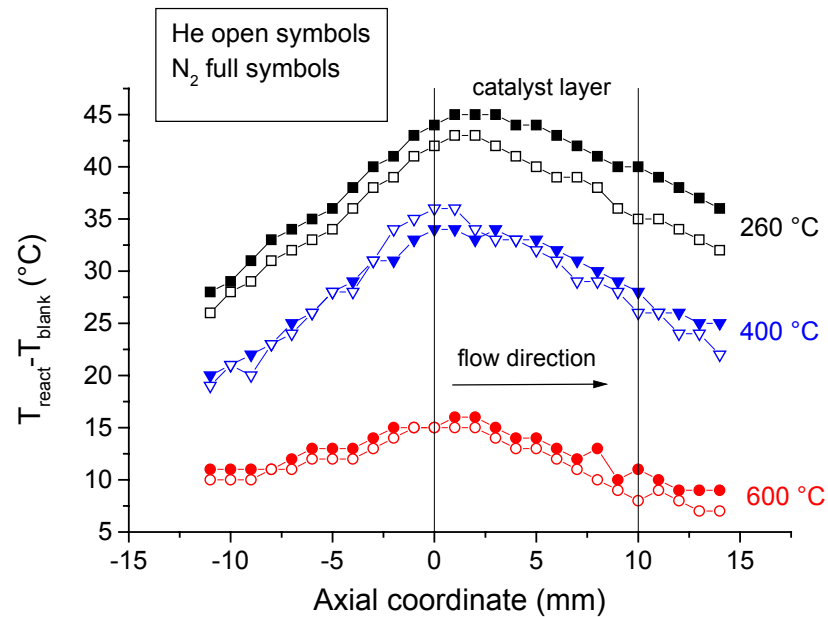 He open symbols
N2 full symbols
catalyst layer
45
40
35
30
25
20
15
10
5
Treact-Tblank (°C)
260 °C
400 °C
flow direction
600 °C
-15
-10
-5
0
5
10
15
Axial coordinate (mm)